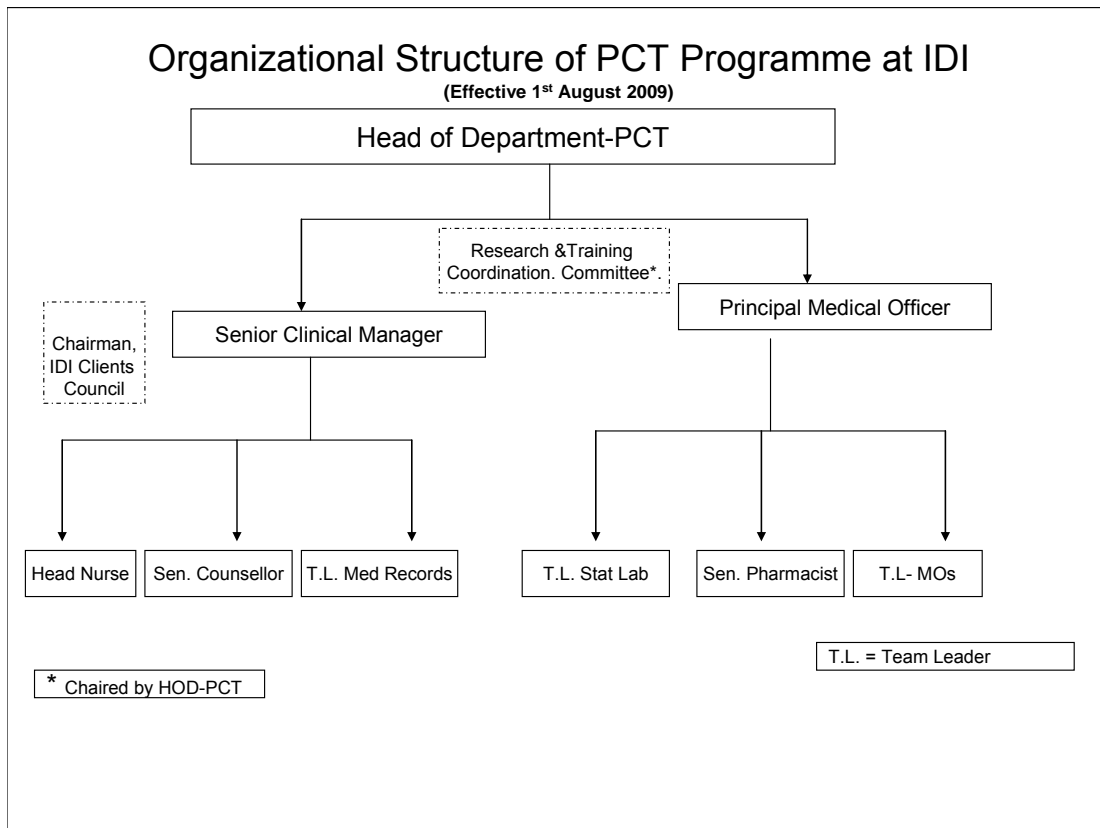 Organizational Structure of PCT Programme at IDI
(Effective 1st August 2009)
Head of Department-PCT
Research &Training
Coordination. Committee*.
Principal Medical Officer
Senior Clinical Manager
Chairman,
IDI Clients
Council
Head Nurse
Sen. Counsellor
T.L. Med Records
T.L. Stat Lab
Sen. Pharmacist
T.L- MOs
T.L. = Team Leader
* Chaired by HOD-PCT